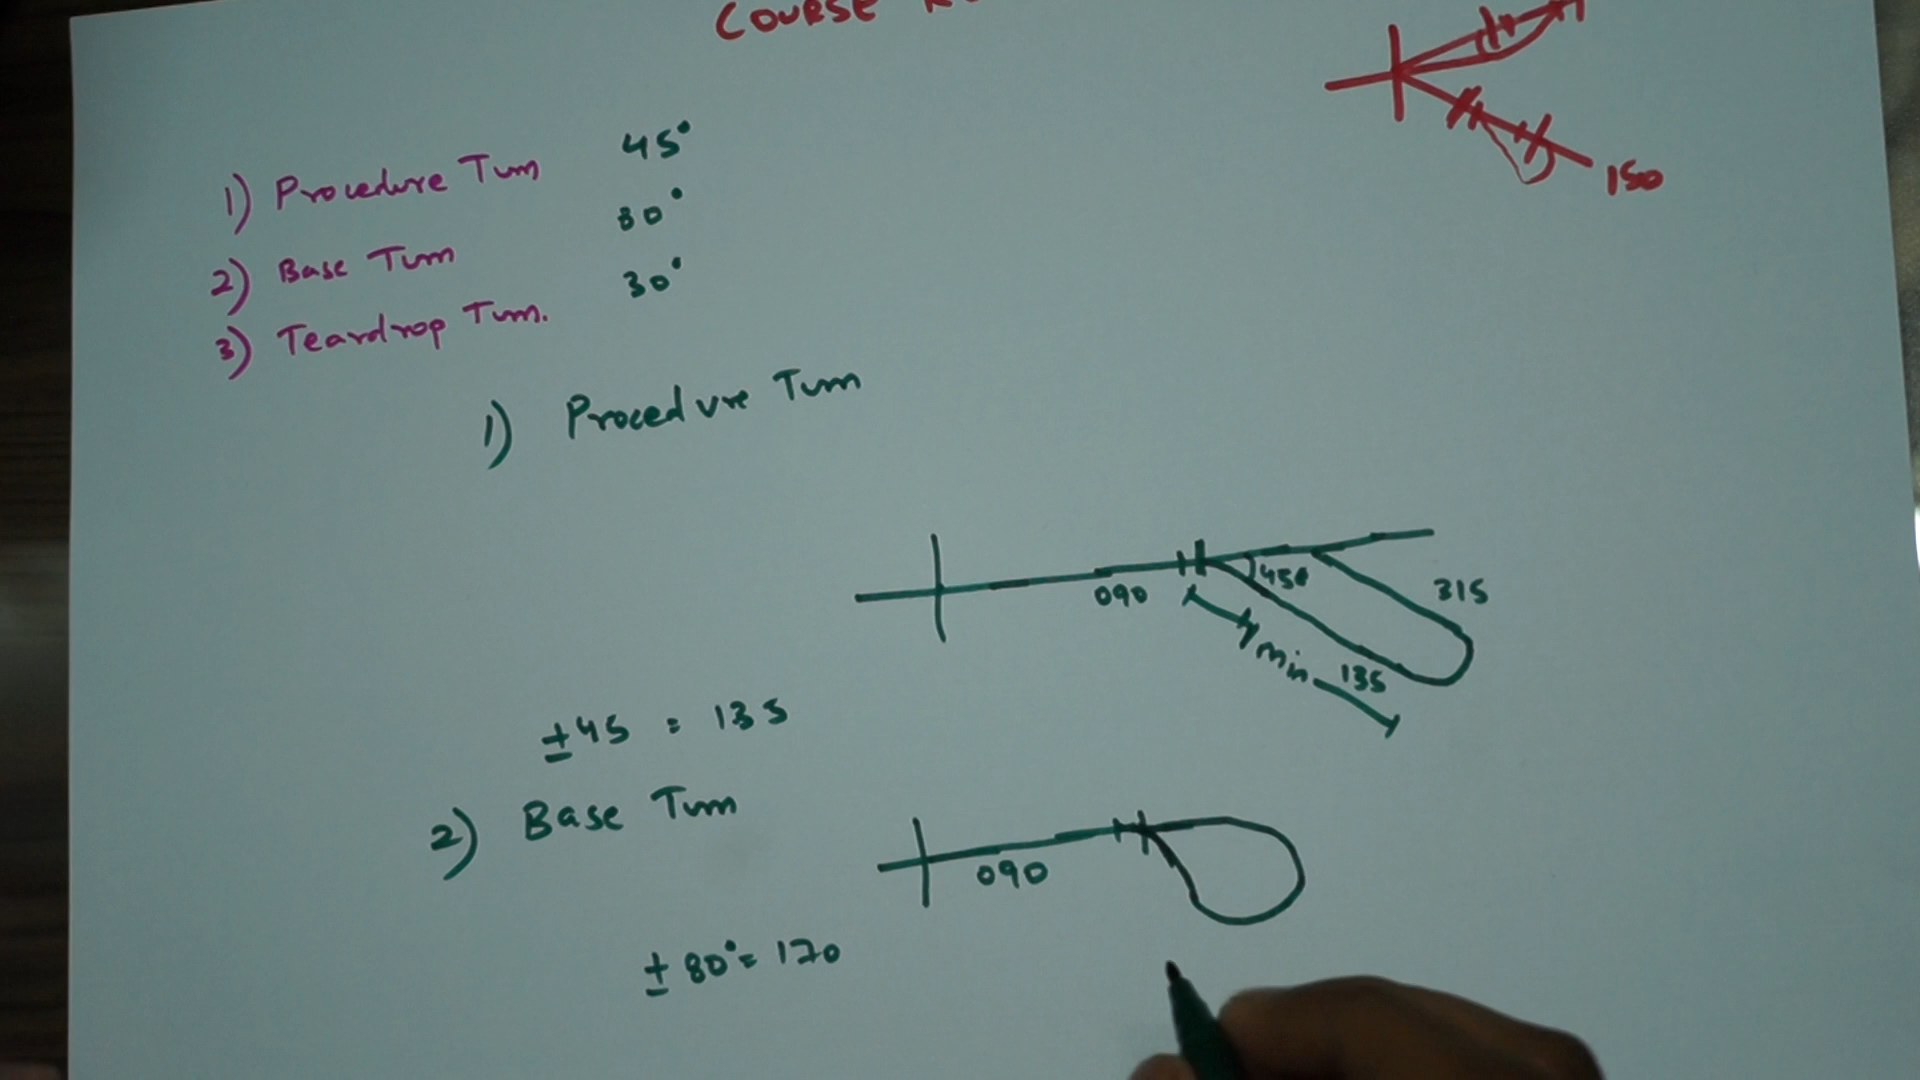 COURSE
150
1) Procedure Turn 45°
2) Base Turn 80°
3) Teardrop Turn. 30°
1) Procedure Turn
090 45° 315
min 135
±45 = 135
2) Base Turn
090
± 80° = 170